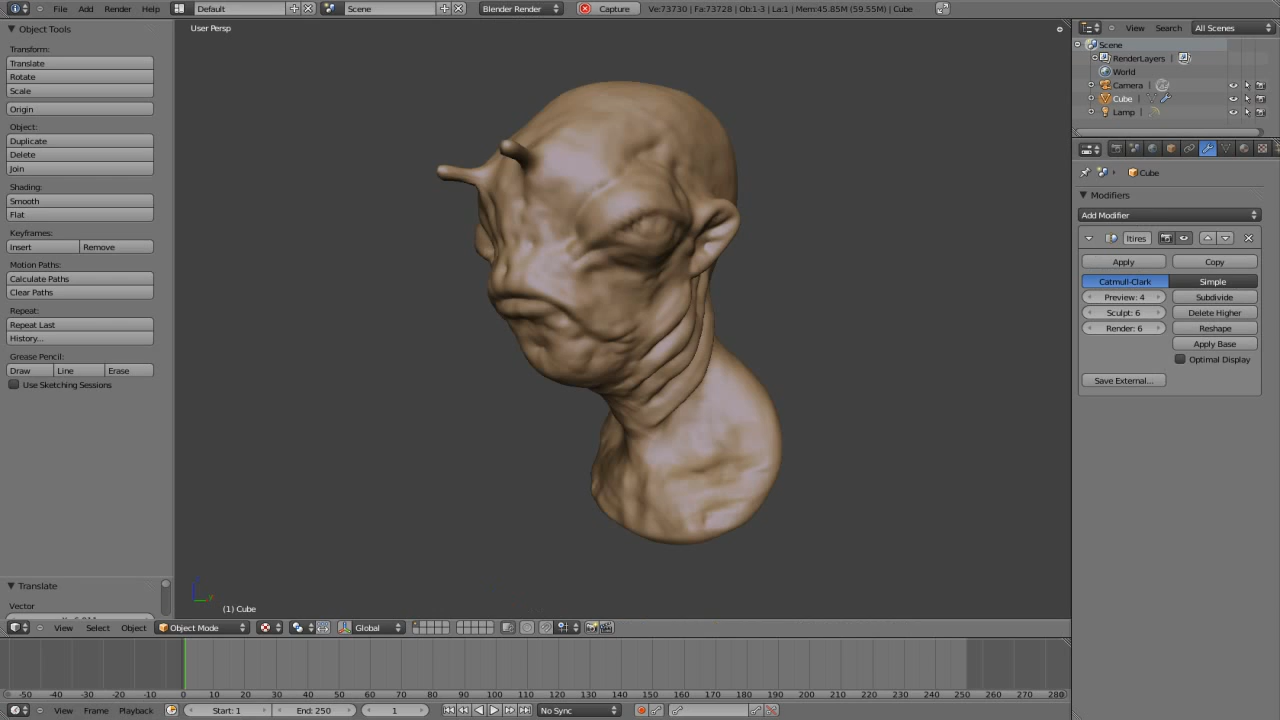 File Add Render Help Default Scene Blender Render Capture Ve:73730 | Fa:73728 | Ob:1-3 | La:1 | Mem:45.85M (59.55M) | Cube
Object Tools
Transform:
Translate
Rotate
Scale
Origin
Object:
Duplicate
Delete
Join
Shading:
Smooth
Flat
Keyframes:
Insert Remove
Motion Paths:
Calculate Paths
Clear Paths
Repeat:
Repeat Last
History...
Grease Pencil:
Draw Line Erase
Use Sketching Sessions
Translate
Vector
User Persp
(1) Cube
View Search All Scenes
Scene
RenderLayers
World
Camera
Cube
Lamp
Cube
Modifiers
Add Modifier
ltires
Apply Copy
Catmull-Clark Simple
Preview: 4 Subdivide
Sculpt: 6 Delete Higher
Render: 6 Reshape
Apply Base
Optimal Display
Save External...
View Select Object Object Mode Global
-50 -40 -30 -20 -10 0 10 20 30 40 50 60 70 80 90 100 110 120 130 140 150 160 170 180 190 200 210 220 230 240 250 260 270 280
View Frame Playback Start: 1 End: 250 1 No Sync